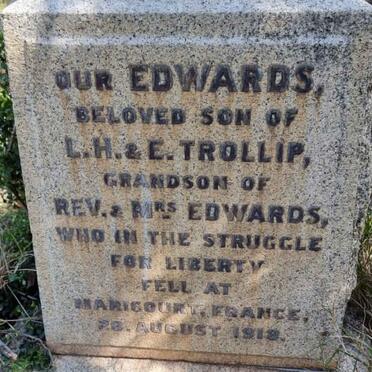 OUR EDWARDS,
BELOVED SON OF
L.H. & E. TROLLIP,
GRANDSON OF
REV. & MRS EDWARDS,
WHO IN THE STRUGGLE
FOR LIBERTY
FELL AT
MARICOURT, FRANCE,
28. AUGUST 1918.